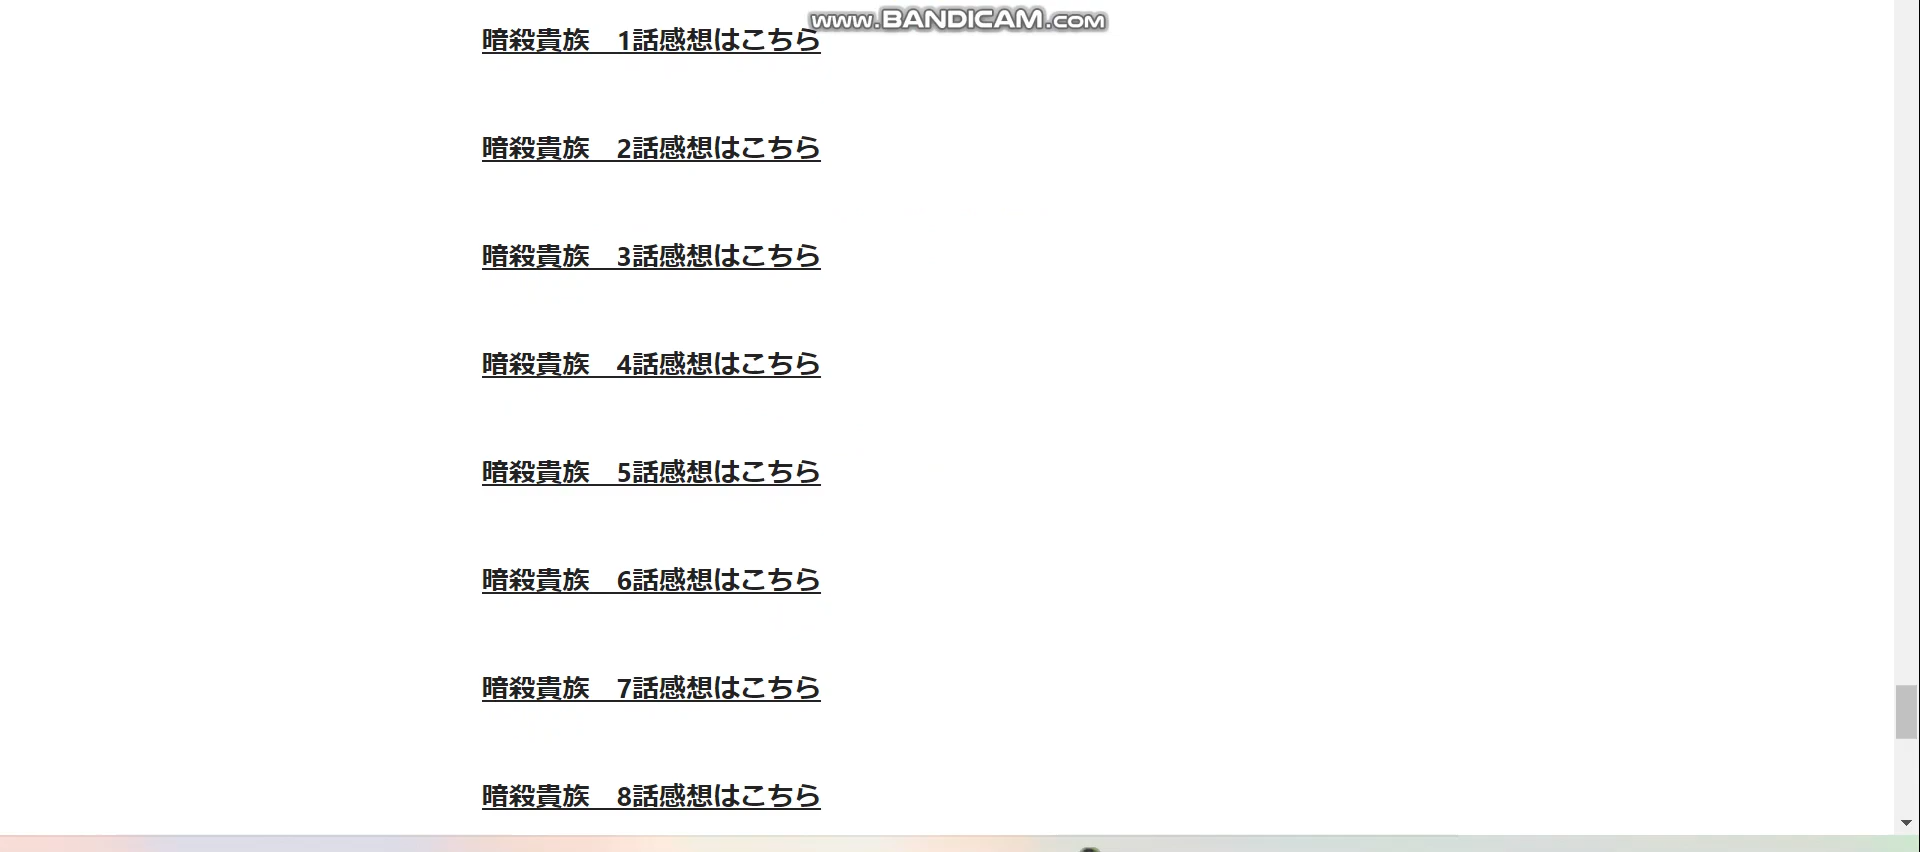 www.BANDICAM.com
暗殺貴族　1話感想はこちら
暗殺貴族　2話感想はこちら
暗殺貴族　3話感想はこちら
暗殺貴族　4話感想はこちら
暗殺貴族　5話感想はこちら
暗殺貴族　6話感想はこちら
暗殺貴族　7話感想はこちら
暗殺貴族　8話感想はこちら